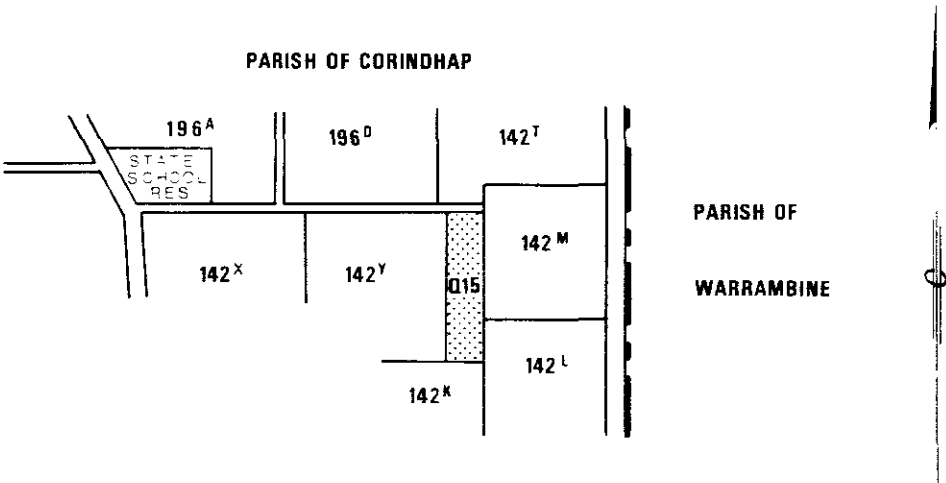 PARISH OF CORINDHAP
196ᴬ
196ᴰ
142ᵀ
STATE
SCHOOL
RES
PARISH OF
WARRAMBINE
142ˣ
142ʸ
Q15
142ᴹ
142ᴷ
142ᴸ